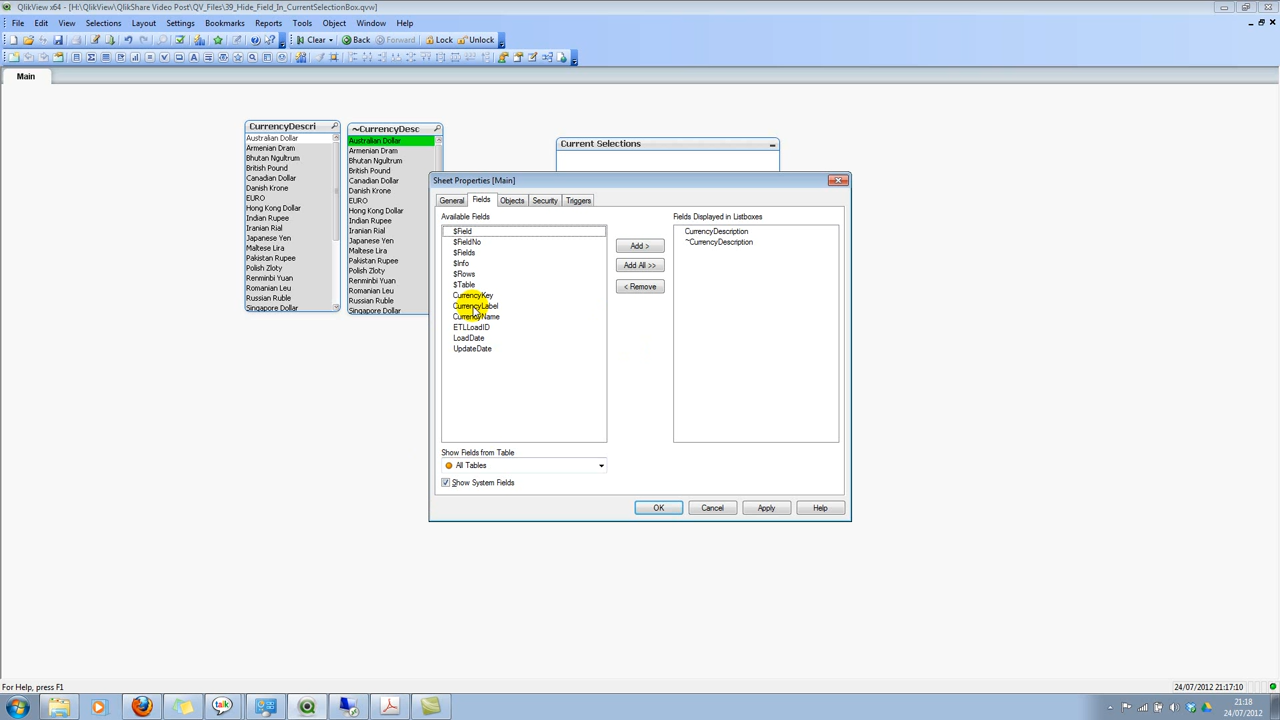 QlikView x64 - [H:\QlikView\QlikShare Video Post\QV_Files\39_Hide_Field_In_CurrentSelectionBox.qvw]
File Edit View Selections Layout Settings Bookmarks Reports Tools Object Window Help
Clear Back Forward Lock Unlock
Main
CurrencyDescri
Australian Dollar
Armenian Dram
Bhutan Ngultrum
British Pound
Canadian Dollar
Danish Krone
EURO
Hong Kong Dollar
Indian Rupee
Iranian Rial
Japenese Yen
Maltese Lira
Pakistan Rupee
Polish Zloty
Renminbi Yuan
Romanian Leu
Russian Ruble
Singapore Dollar
~CurrencyDesc
Australian Dollar
Armenian Dram
Bhutan Ngultrum
British Pound
Canadian Dollar
Danish Krone
EURO
Hong Kong Dollar
Indian Rupee
Iranian Rial
Japenese Yen
Maltese Lira
Pakistan Rupee
Polish Zloty
Renminbi Yuan
Romanian Leu
Russian Ruble
Singapore Dollar
Current Selections
Sheet Properties [Main]
General Fields Objects Security Triggers
Available Fields
$Field
$FieldNo
$Fields
$Info
$Rows
$Table
CurrencyKey
CurrencyLabel
CurrencyName
ETLLoadID
LoadDate
UpdateDate
Add >
Add All >>
< Remove
Fields Displayed in Listboxes
CurrencyDescription
~CurrencyDescription
Show Fields from Table
All Tables
Show System Fields
OK Cancel Apply Help
For Help, press F1
24/07/2012 21:17:10
talk
21:18
24/07/2012